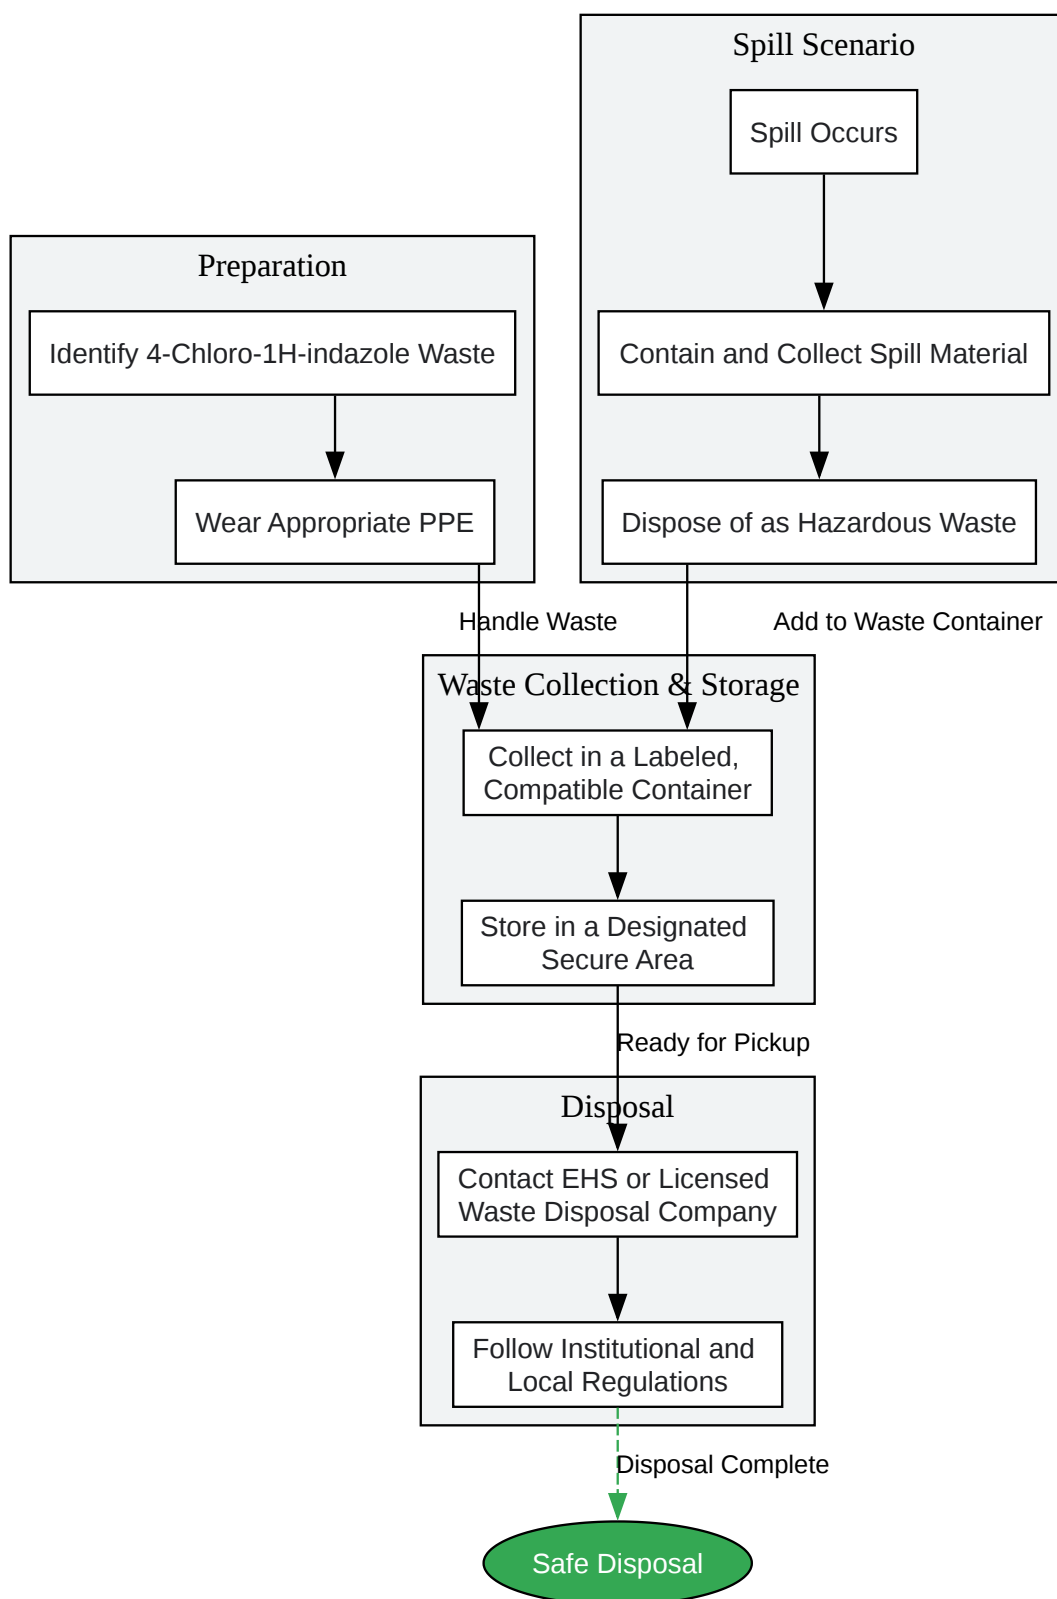 Spill Scenario
Spill Occurs
Preparation
Identify 4-Chloro-1H-indazole Waste
Contain and Collect Spill Material
Wear Appropriate PPE
Dispose of as Hazardous Waste
Handle Waste
Add to Waste Container
Waste Collection & Storage
Collect in a Labeled,
Compatible Container
Store in a Designated
Secure Area
Ready for Pickup
Disposal
Contact EHS or Licensed
Waste Disposal Company
Follow Institutional and
Local Regulations
Disposal Complete
Safe Disposal